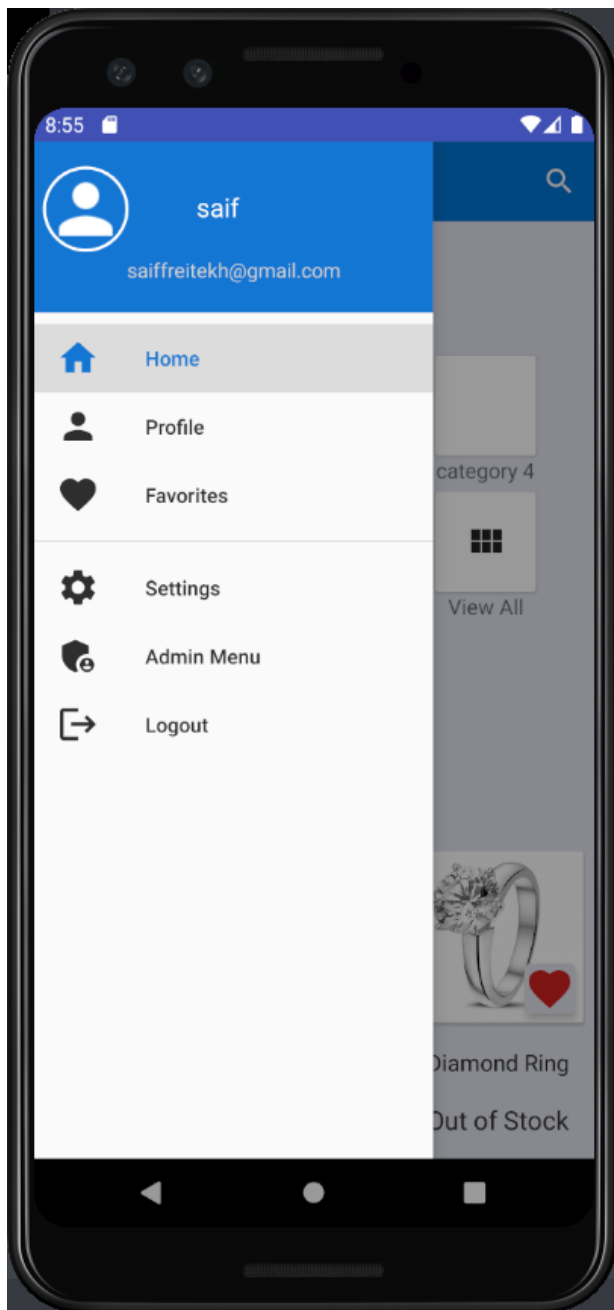 8:55
saif
saiffreitekh@gmail.com
Home
Profile
Favorites
category 4
View All
Settings
Admin Menu
Logout
Diamond Ring
Out of Stock